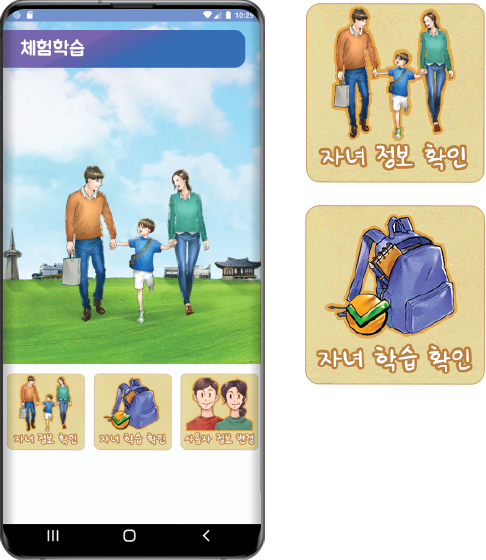 10:29
체험학습
자녀 정보 확인
자녀 학습 확인
사용자 정보 변경
자녀 정보 확인
자녀 학습 확인